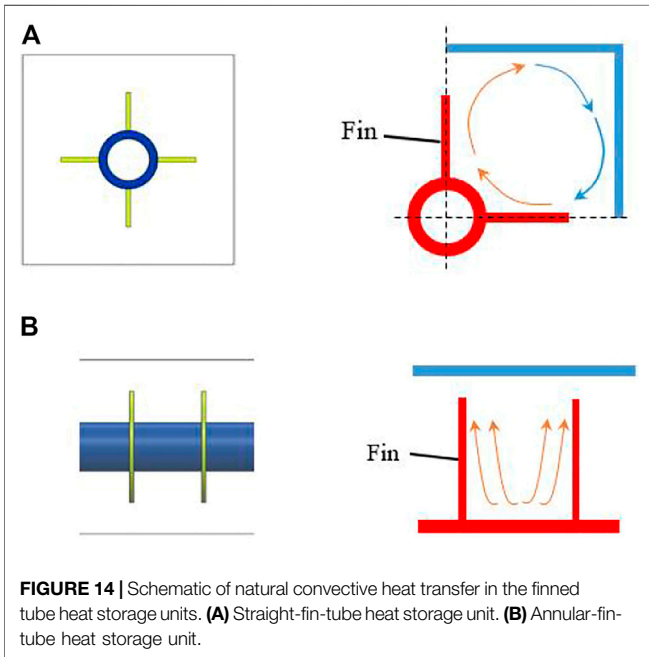 A
Fin
B
Fin
FIGURE 14 | Schematic of natural convective heat transfer in the finned
tube heat storage units. (A) Straight-fin-tube heat storage unit. (B) Annular-fin-
tube heat storage unit.